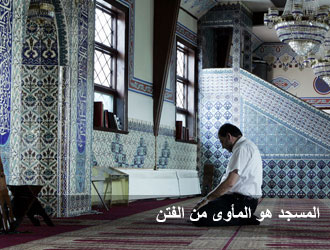 المسجد هو المأوى من الفتن